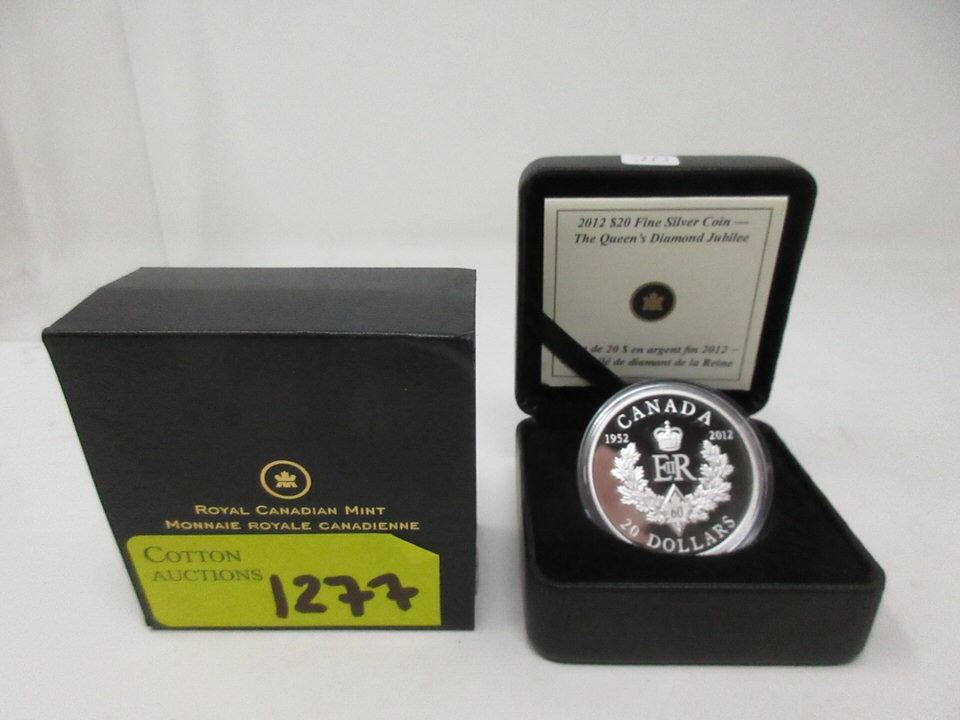 ROYAL CANADIAN MINT
MONNAIE ROYALE CANADIENNE
COTTON
AUCTIONS
1277
2012 $20 Fine Silver Coin —
The Queen's Diamond Jubilee
de 20 $ en argent fin 2012 –
de diamant de la Reine
CANADA
1952 2012
EIIR
60
20 DOLLARS